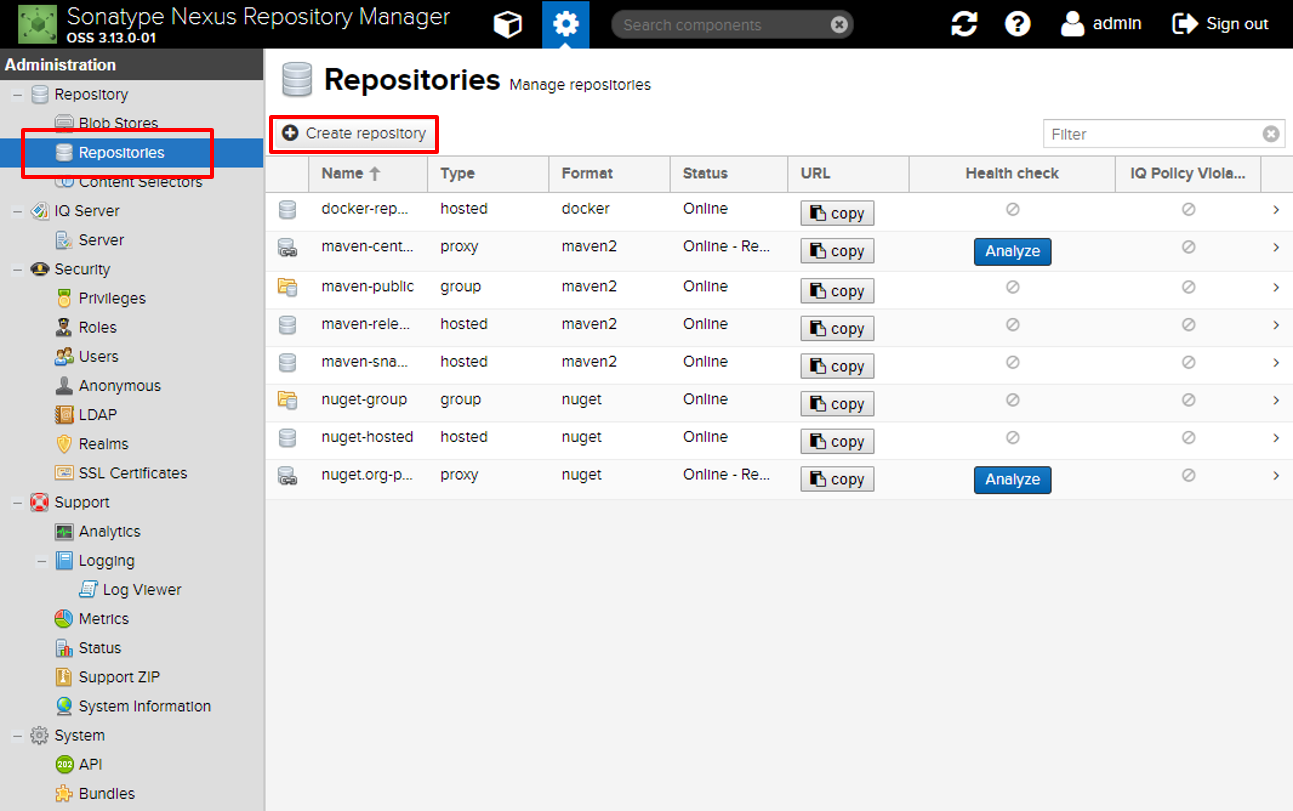 Sonatype Nexus Repository Manager
OSS 3.13.0-01
Search components
admin
Sign out
Administration
Repository
Blob Stores
Repositories
Content Selectors
IQ Server
Server
Security
Privileges
Roles
Users
Anonymous
LDAP
Realms
SSL Certificates
Support
Analytics
Logging
Log Viewer
Metrics
Status
Support ZIP
System Information
System
API
Bundles
Repositories Manage repositories
Create repository
Filter
Name Type Format Status URL Health check IQ Policy Viola...
docker-rep... hosted docker Online copy
maven-cent... proxy maven2 Online - Re... copy Analyze
maven-public group maven2 Online copy
maven-rele... hosted maven2 Online copy
maven-sna... hosted maven2 Online copy
nuget-group group nuget Online copy
nuget-hosted hosted nuget Online copy
nuget.org-p... proxy nuget Online - Re... copy Analyze